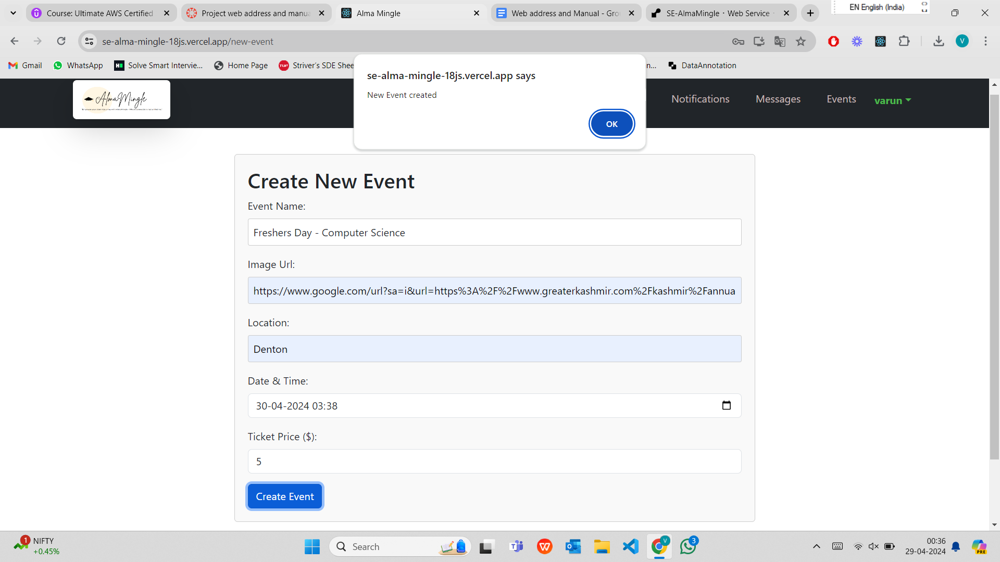 Course: Ultimate AWS Certified
Project web address and manua
Alma Mingle
Web address and Manual - Gro
SE-AlmaMingle · Web Service ·
EN English (India)
se-alma-mingle-18js.vercel.app/new-event
V
Gmail
WhatsApp
Solve Smart Intervie...
Home Page
TUF
Striver's SDE Shee
n...
DataAnnotation
se-alma-mingle-18js.vercel.app says
New Event created
OK
AlmaMingle
Notifications
Messages
Events
varun
Create New Event
Event Name:
Freshers Day - Computer Science
Image Url:
https://www.google.com/url?sa=i&url=https%3A%2F%2Fwww.greaterkashmir.com%2Fkashmir%2Fannua
Location:
Denton
Date & Time:
30-04-2024 03:38
Ticket Price ($):
5
Create Event
1
NIFTY
+0.45%
Search
V
3
00:36
29-04-2024
PRE